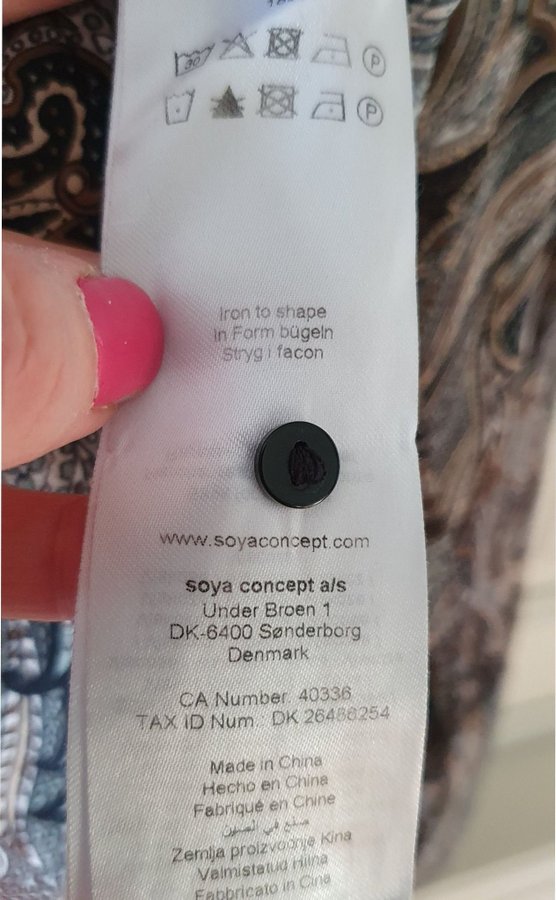 30 P
P
Iron to shape
in Form bügeln
Stryg i facon
www.soyaconcept.com
soya concept a/s
Under Broen 1
DK-6400 Sønderborg
Denmark
CA Number: 40336
TAX ID Num.: DK 26486254
Made in China
Hecho en China
Fabriqué en Chine
صنع في الصين
Zemlja proizvodnje Kina
Valmistatud Hiina
Fabbricato in Cina